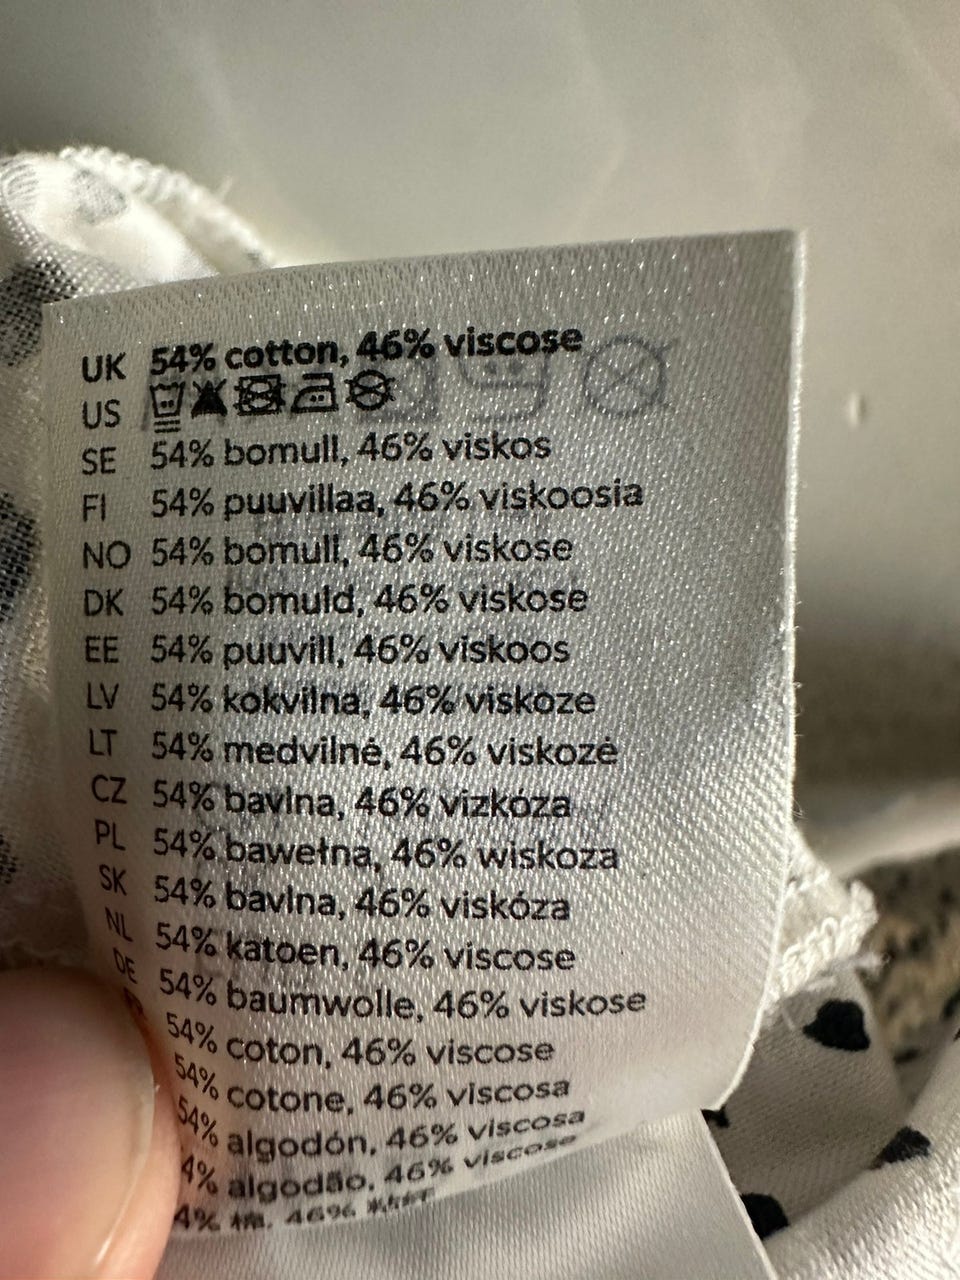 UK 54% cotton, 46% viscose
US
SE 54% bomull, 46% viskos
FI 54% puuvillaa, 46% viskoosia
NO 54% bomull, 46% viskose
DK 54% bomuld, 46% viskose
EE 54% puuvill, 46% viskoos
LV 54% kokvilna, 46% viskoze
LT 54% medvilnė, 46% viskozė
CZ 54% bavlna, 46% vizkóza
PL 54% bawełna, 46% wiskoza
SK 54% bavlna, 46% viskóza
NL 54% katoen, 46% viscose
DE 54% baumwolle, 46% viskose
54% coton, 46% viscose
54% cotone, 46% viscosa
54% algodón, 46% viscosa
4% algodão, 46% viscose
4% 棉, 46%